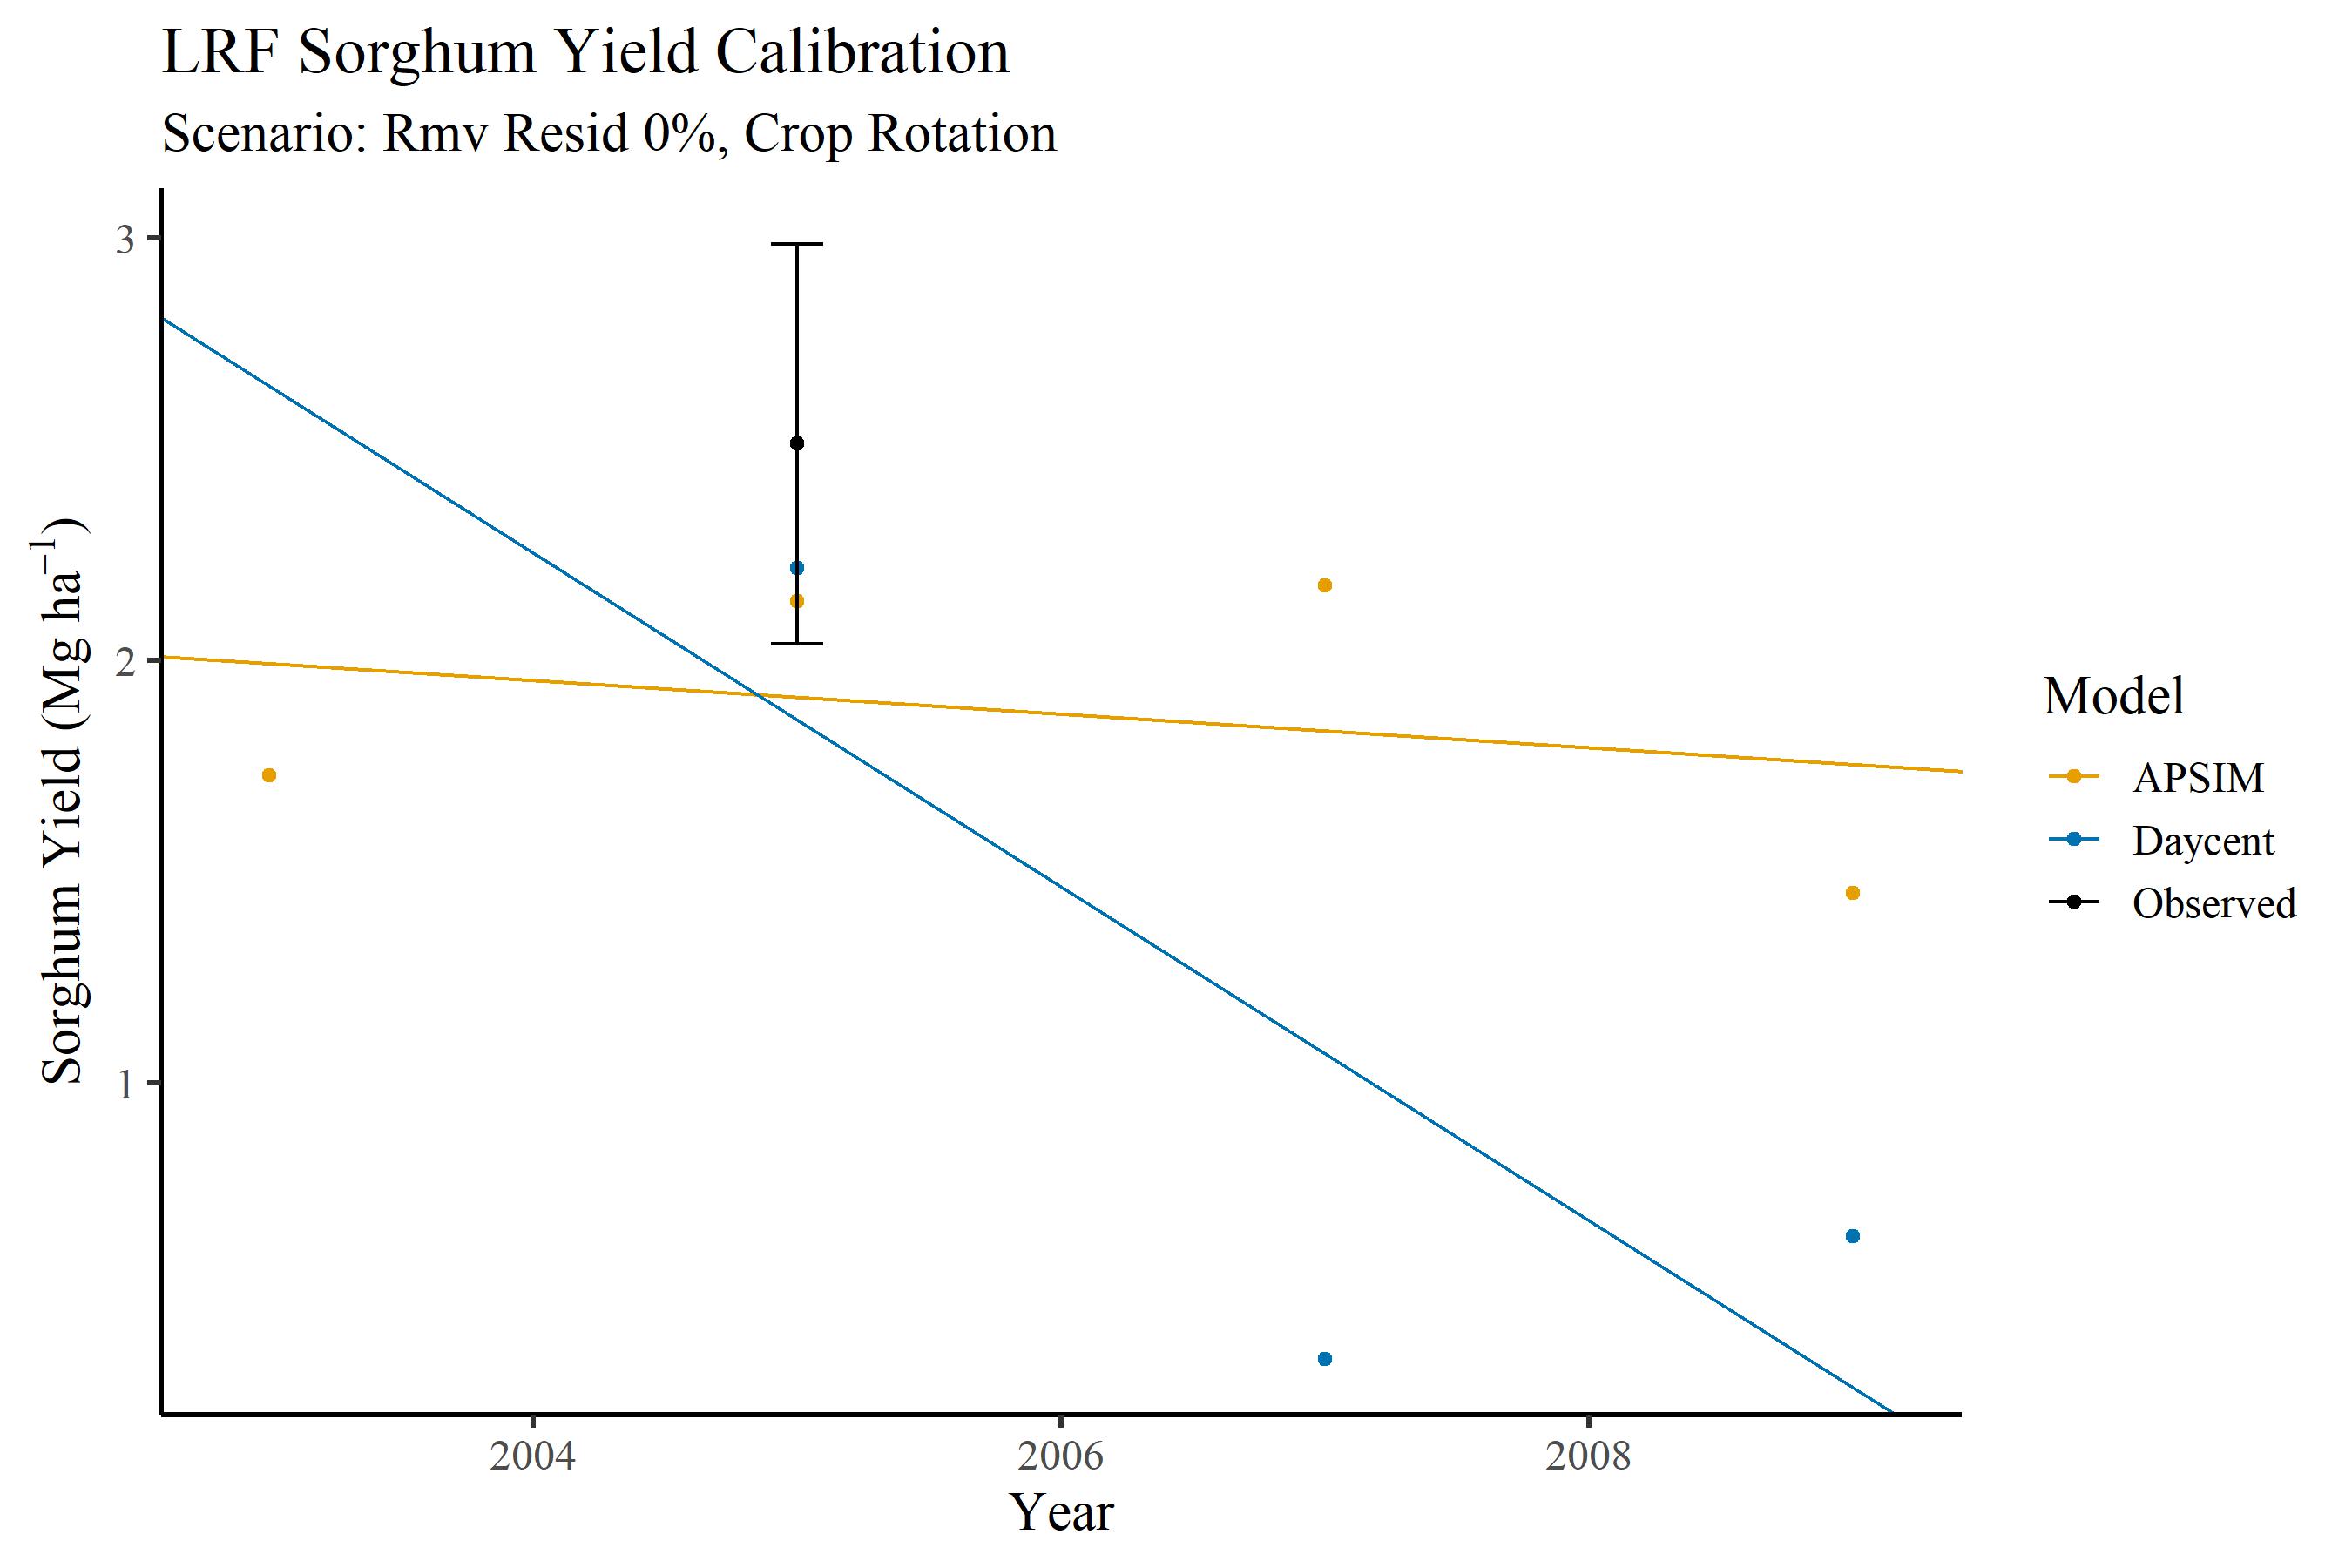 LRF Sorghum Yield Calibration
Scenario: Rmv Resid 0%, Crop Rotation
Sorghum Yield (Mg ha⁻¹)
3
2
1
2004
2006
2008
Year
Model
APSIM
Daycent
Observed